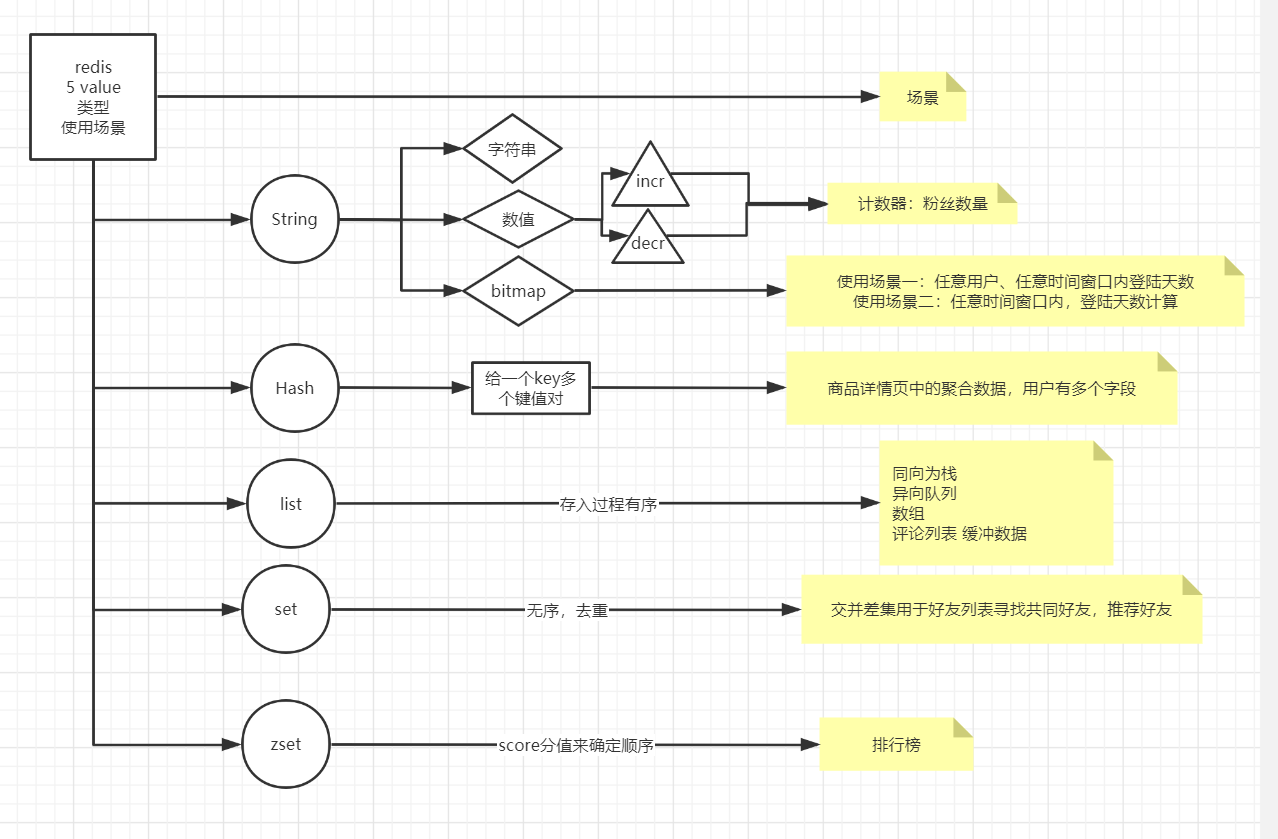 redis
5 value
类型
使用场景
场景
String
字符串
数值
incr
decr
计数器：粉丝数量
bitmap
使用场景一：任意用户、任意时间窗口内登陆天数
使用场景二：任意时间窗口内，登陆天数计算
Hash
给一个key多
个键值对
商品详情页中的聚合数据，用户有多个字段
list
存入过程有序
同向为栈
异向队列
数组
评论列表 缓冲数据
set
无序，去重
交并差集用于好友列表寻找共同好友，推荐好友
zset
score分值来确定顺序
排行榜